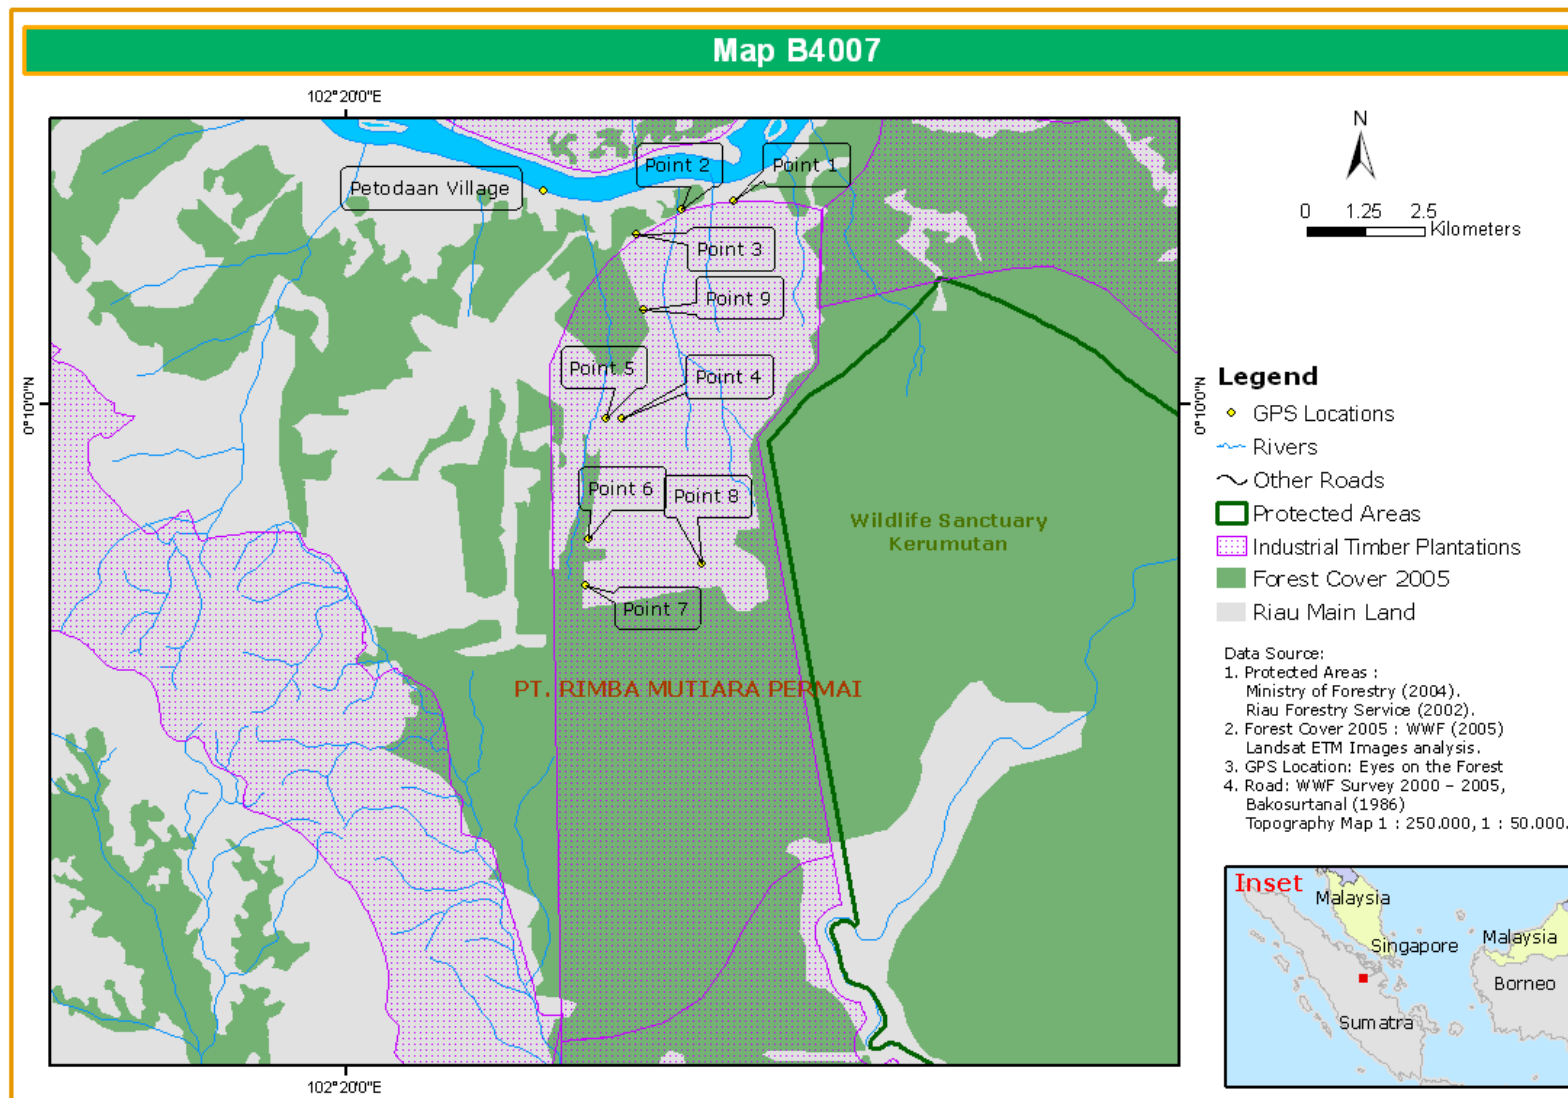 Map B4007
102°20'0"E
Point 2
Point 1
Petodaan Village
Point 3
Point 9
Point 5
Point 4
Point 6
Point 8
Point 7
0°10'0"N
0°10'0"N
Wildlife Sanctuary
Kerumutan
PT. RIMBA MUTIARA PERMAI
102°20'0"E
N
0 1.25 2.5
Kilometers
Legend
GPS Locations
Rivers
Other Roads
Protected Areas
Industrial Timber Plantations
Forest Cover 2005
Riau Main Land
Data Source:
1. Protected Areas :
Ministry of Forestry (2004).
Riau Forestry Service (2002).
2. Forest Cover 2005 : WWF (2005)
Landsat ETM Images analysis.
3. GPS Location: Eyes on the Forest
4. Road: WWF Survey 2000 - 2005,
Bakosurtanal (1986)
Topography Map 1 : 250.000, 1 : 50.000.
Inset
Malaysia
Singapore
Malaysia
Borneo
Sumatra